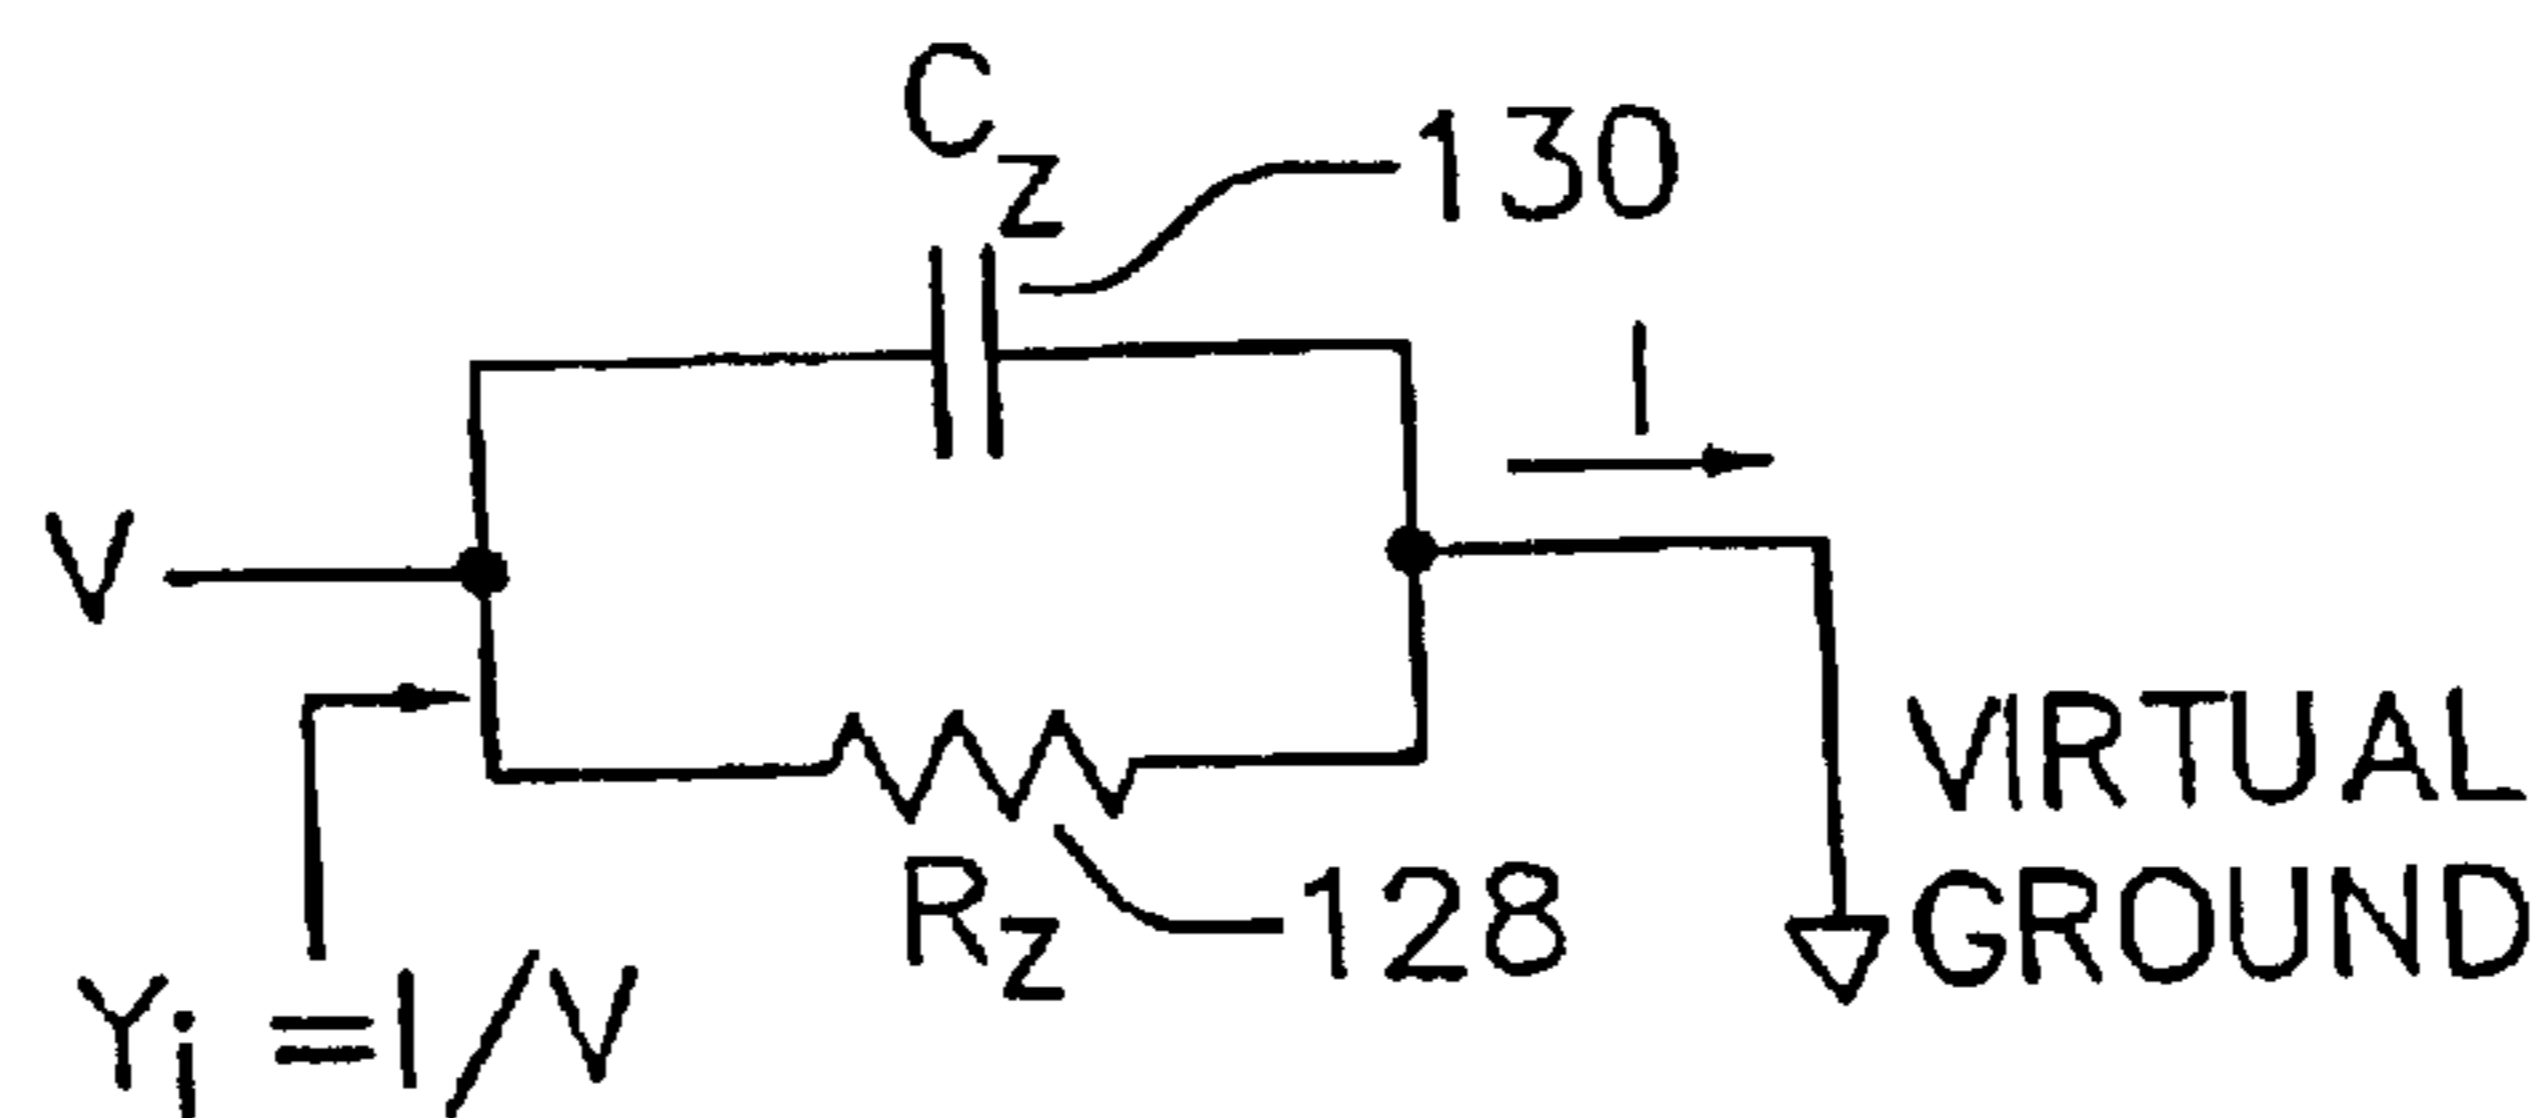 C_Z
130
I
V
VIRTUAL
GROUND
R_Z
128
Y_i = I/V